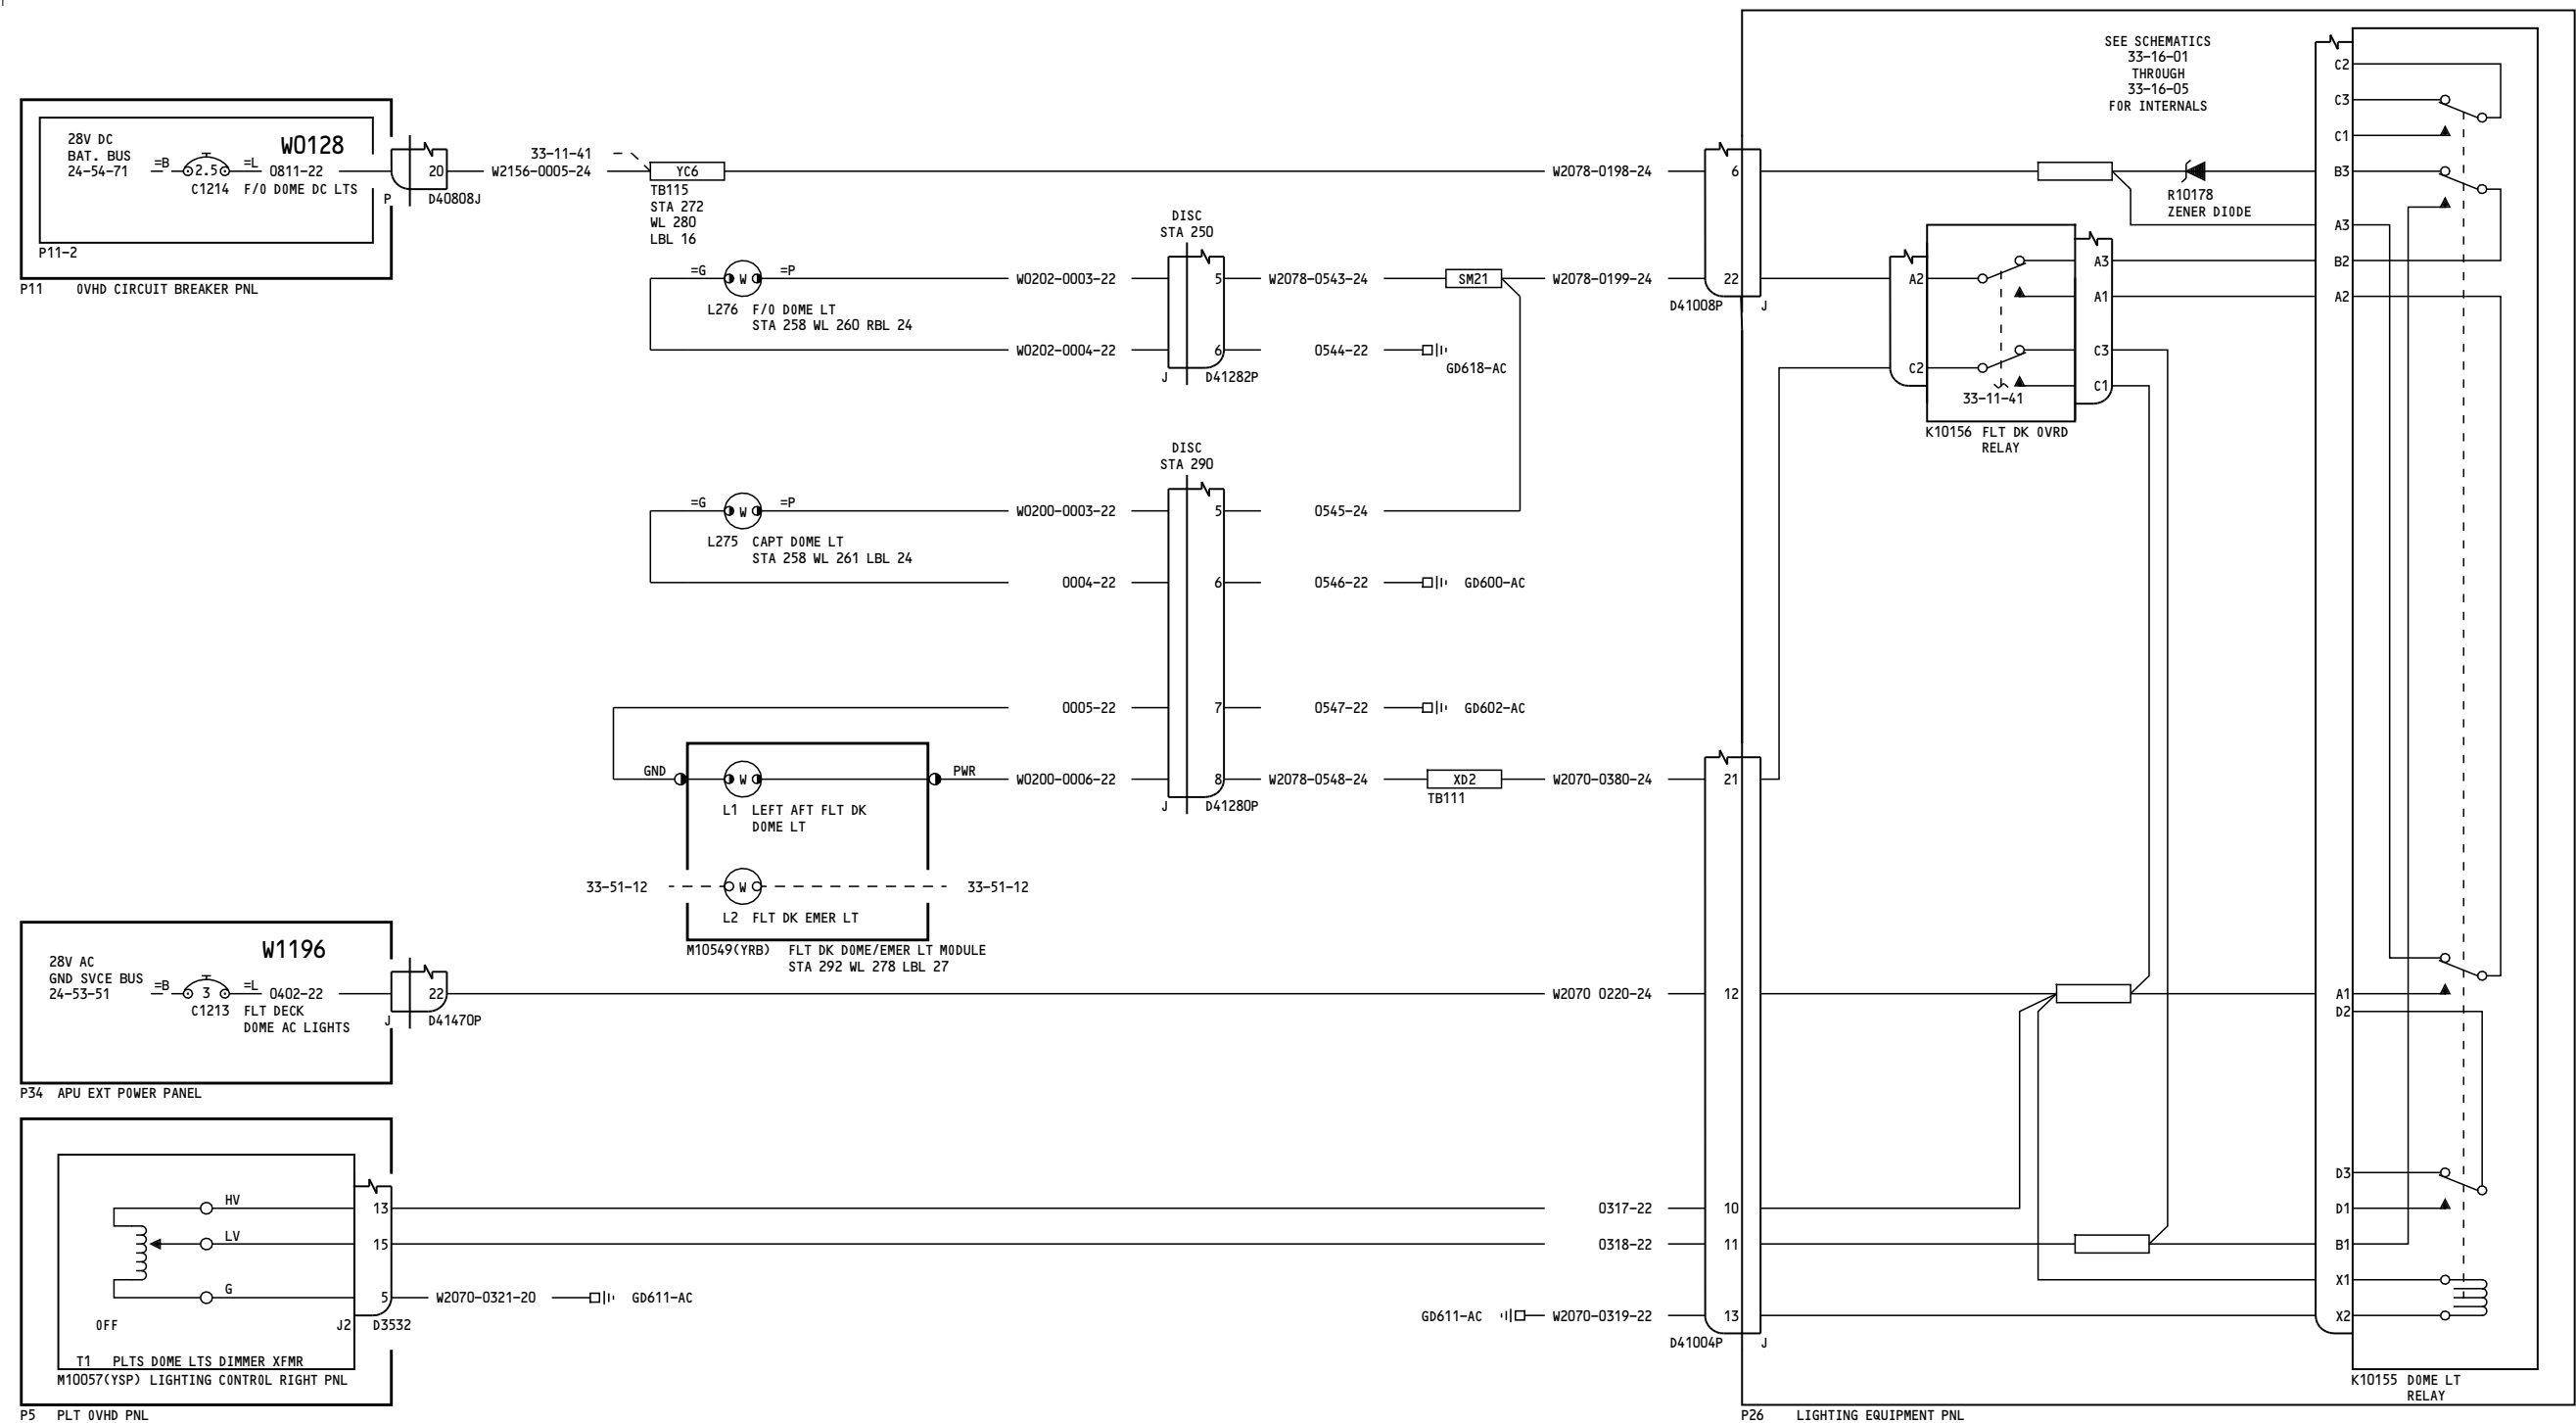 SEE SCHEMATICS
33-16-01
THROUGH
33-16-05
FOR INTERNALS
28V DC
BAT. BUS
24-54-71
=B
2.5
=L
C1214
W0128
0811-22
F/O DOME DC LTS
P11-2
P11 OVHD CIRCUIT BREAKER PNL
P
20
D40808J
33-11-41
W2156-0005-24
YC6
TB115
STA 272
WL 280
LBL 16
W2078-0198-24
6
R10178
ZENER DIODE
DISC
STA 250
=G
W
=P
L276 F/O DOME LT
STA 258 WL 260 RBL 24
W0202-0003-22
5
W2078-0543-24
SM21
W2078-0199-24
22
D41008P
J
W0202-0004-22
6
0544-22
GD618-AC
J
D41282P
A2
C2
A3
A1
C3
C1
33-11-41
K10156 FLT DK OVRD
RELAY
DISC
STA 290
=G
W
=P
L275 CAPT DOME LT
STA 258 WL 261 LBL 24
W0200-0003-22
5
0545-24
0004-22
6
0546-22
GD600-AC
0005-22
7
0547-22
GD602-AC
GND
W
PWR
L1 LEFT AFT FLT DK
DOME LT
W0200-0006-22
8
W2078-0548-24
XD2
TB111
W2070-0380-24
21
J
D41280P
33-51-12
W
33-51-12
L2 FLT DK EMER LT
M10549(YRB) FLT DK DOME/EMER LT MODULE
STA 292 WL 278 LBL 27
28V AC
GND SVCE BUS
24-53-51
=B
3
=L
C1213
W1196
0402-22
FLT DECK
DOME AC LIGHTS
J
22
D41470P
P34 APU EXT POWER PANEL
W2070 0220-24
12
HV
13
0317-22
10
LV
15
0318-22
11
G
5
W2070-0321-20
GD611-AC
GD611-AC
W2070-0319-22
13
D41004P
J
OFF
J2
D3532
T1 PLTS DOME LTS DIMMER XFMR
M10057(YSP) LIGHTING CONTROL RIGHT PNL
P5 PLT OVHD PNL
C2
C3
C1
B3
A3
B2
A2
A1
D2
D3
D1
B1
X1
X2
K10155 DOME LT
RELAY
P26 LIGHTING EQUIPMENT PNL